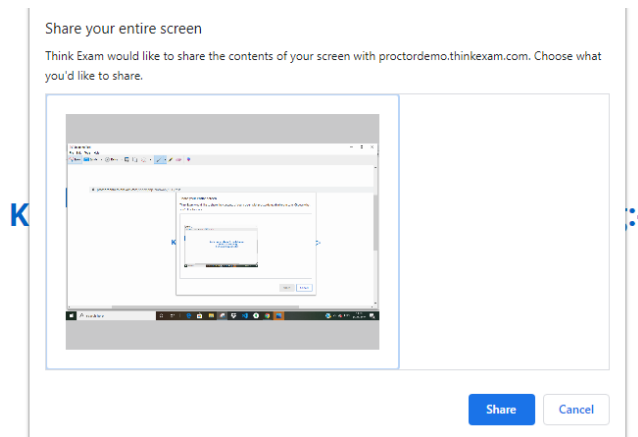 Share your entire screen
Think Exam would like to share the contents of your screen with proctordemo.thinkexam.com. Choose what
you'd like to share.
K
Share
Cancel